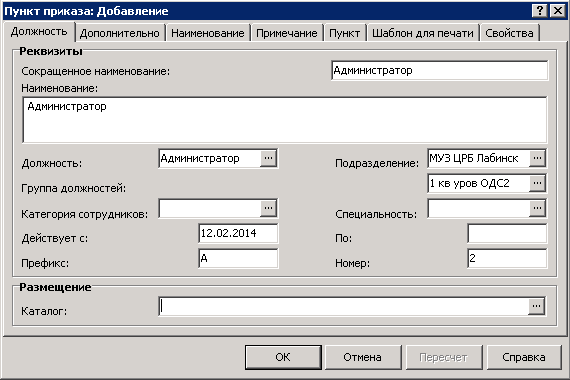 Пункт приказа: Добавление
Должность Дополнительно Наименование Примечание Пункт Шаблон для печати Свойства
Реквизиты
Сокращенное наименование: Администратор
Наименование:
Администратор
Должность: Администратор ... Подразделение: МУЗ ЦРБ Лабинск ...
Группа должностей: 1 кв уров ОДС2 ...
Категория сотрудников: ... Специальность: ...
Действует с: 12.02.2014 По:
Префикс: А Номер: 2
Размещение
Каталог: ...
ОК Отмена Пересчет Справка